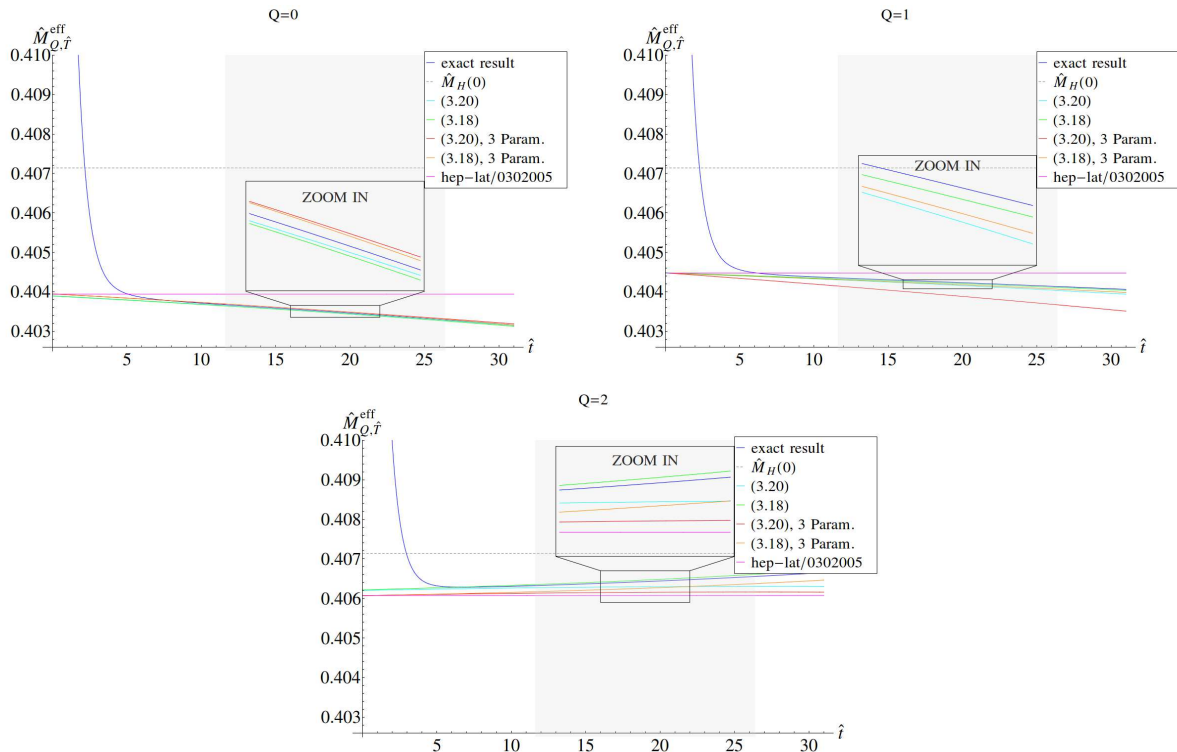 Q=0
M̂^eff_Q,T̂
0.410
0.409
0.408
0.407
0.406
0.405
0.404
0.403
5 10 15 20 25 30 t̂
ZOOM IN
exact result
M̂_H(0)
(3.20)
(3.18)
(3.20), 3 Param.
(3.18), 3 Param.
hep-lat/0302005
Q=1
M̂^eff_Q,T̂
0.410
0.409
0.408
0.407
0.406
0.405
0.404
0.403
5 10 15 20 25 30 t̂
ZOOM IN
exact result
M̂_H(0)
(3.20)
(3.18)
(3.20), 3 Param.
(3.18), 3 Param.
hep-lat/0302005
Q=2
M̂^eff_Q,T̂
0.410
0.409
0.408
0.407
0.406
0.405
0.404
0.403
5 10 15 20 25 30 t̂
ZOOM IN
exact result
M̂_H(0)
(3.20)
(3.18)
(3.20), 3 Param.
(3.18), 3 Param.
hep-lat/0302005